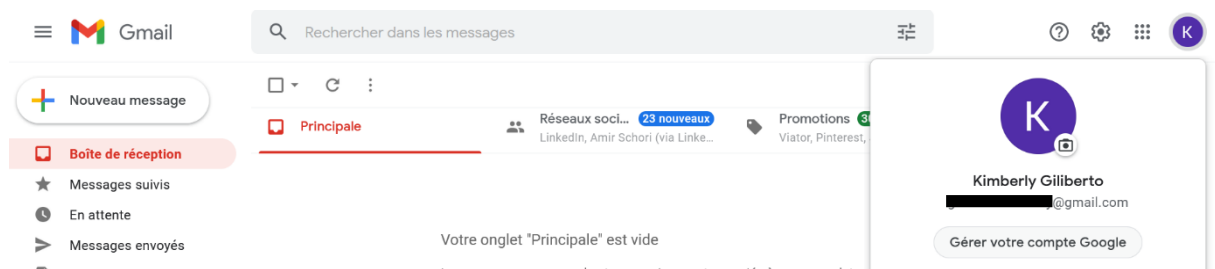 Gmail
Rechercher dans les messages
K
Nouveau message
Principale
Réseaux soci... 23 nouveaux
LinkedIn, Amir Schori (via Linke...
Promotions
Viator, Pinterest,
K
Boîte de réception
Kimberly Giliberto
Messages suivis
@gmail.com
En attente
Gérer votre compte Google
Messages envoyés
Votre onglet "Principale" est vide